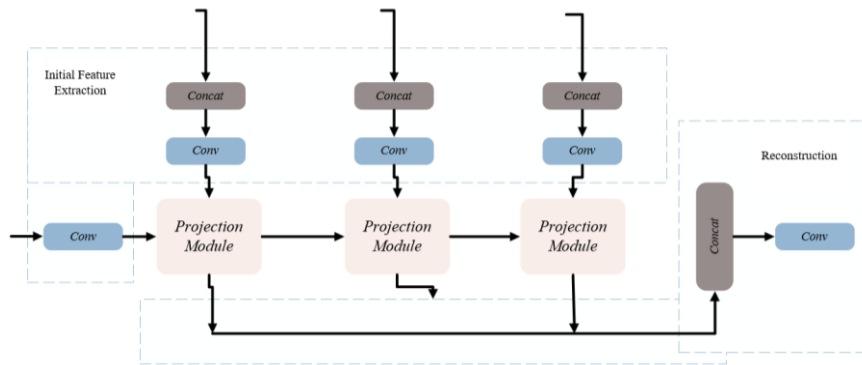 Initial Feature
Extraction
Concat
Concat
Concat
Conv
Conv
Conv
Reconstruction
Conv
Projection
Module
Projection
Module
Projection
Module
Concat
Conv